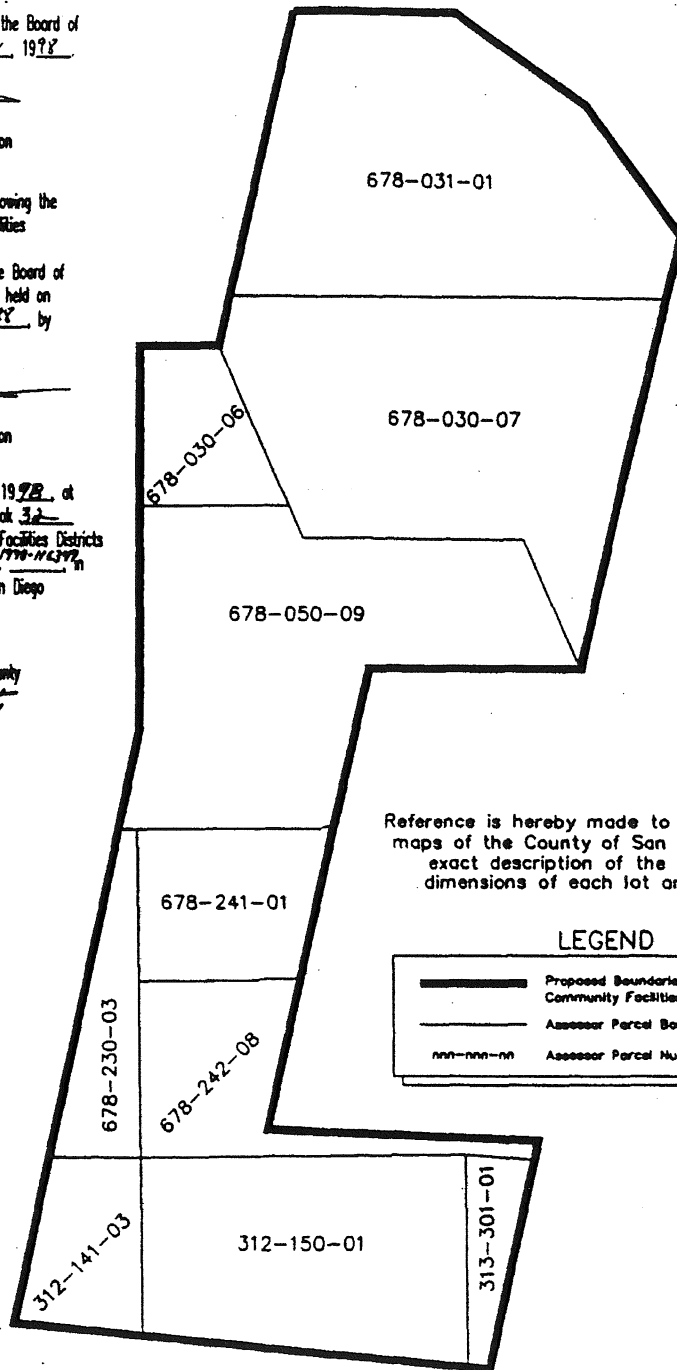 the Board of
, 1998
on
owing the
lities
e Board of
held on
, by
on
1998, at
ok 32
Facilities Districts
, in
n Diego
unty
678-031-01
678-030-07
678-030-06
678-050-09
Reference is hereby made to
maps of the County of San
exact description of the
dimensions of each lot an
678-241-01
LEGEND
Proposed Boundarie
Community Facilitie
Assessor Parcel Bo
nnn-nnn-nn Assessor Parcel Nu
678-230-03
678-242-08
312-141-03
312-150-01
313-301-01